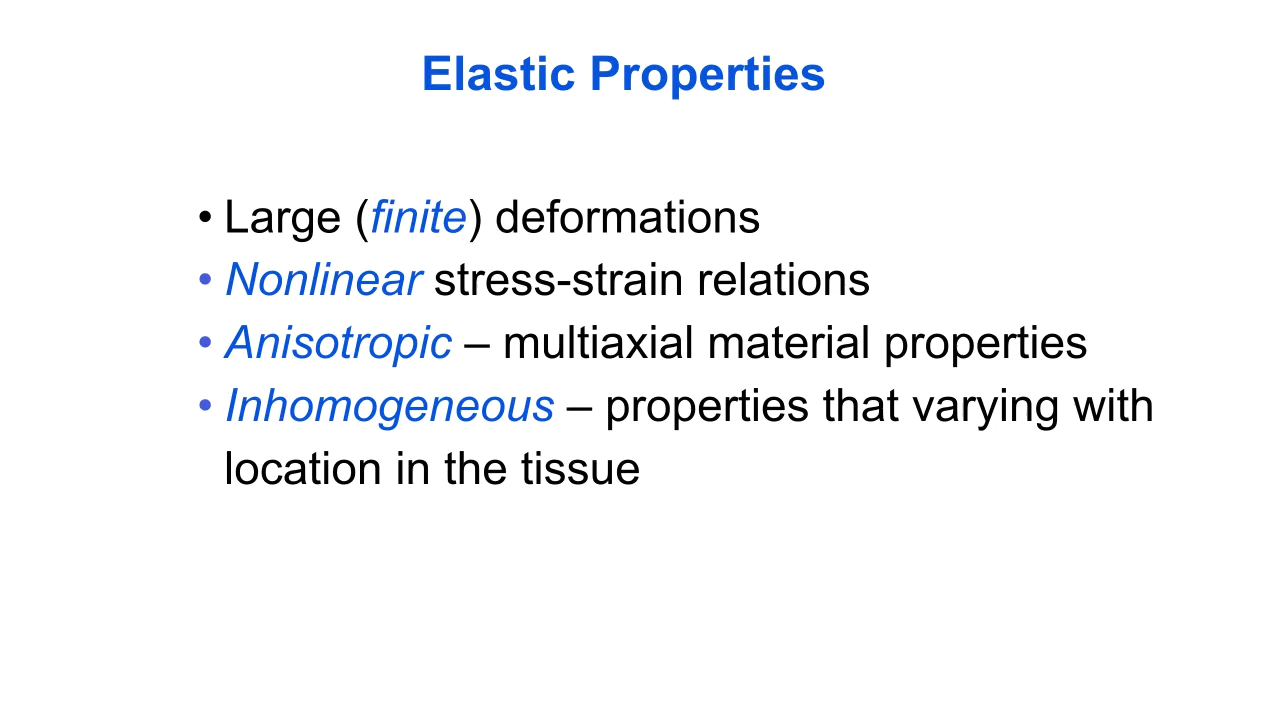 Elastic Properties
• Large (finite) deformations
• Nonlinear stress-strain relations
• Anisotropic – multiaxial material properties
• Inhomogeneous – properties that varying with
location in the tissue